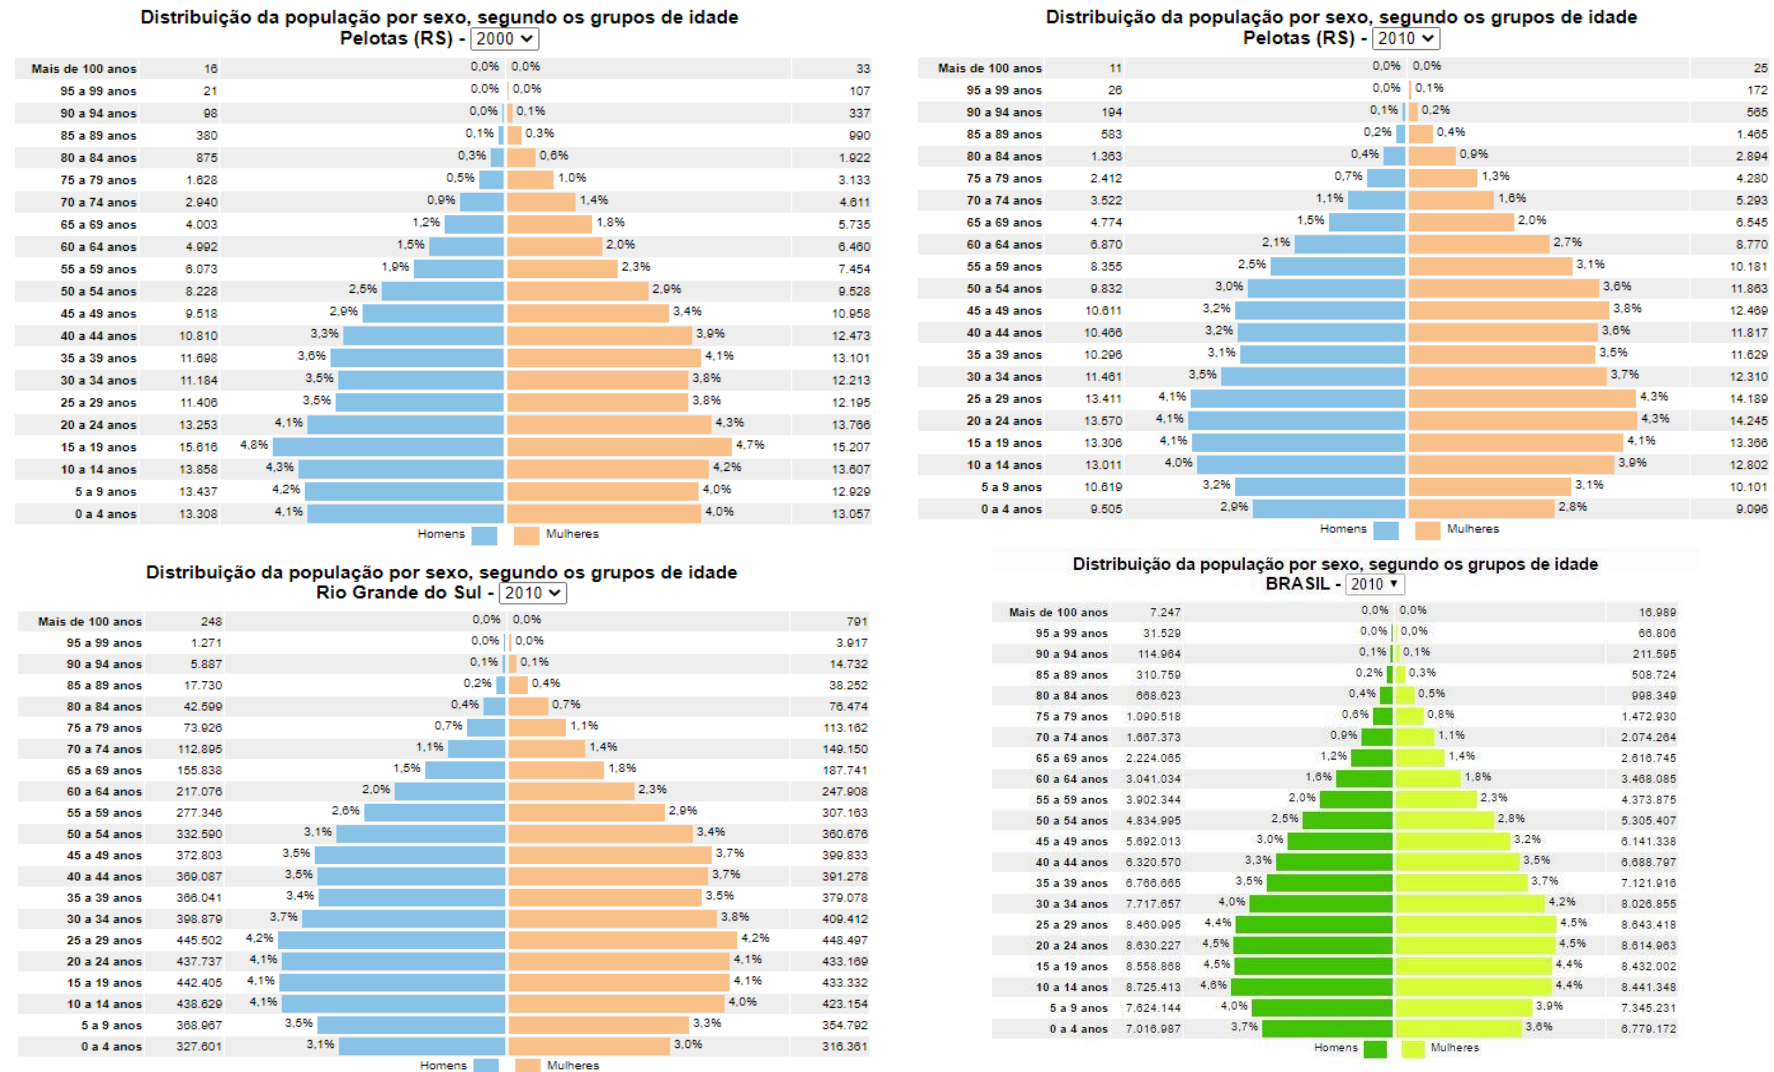 Distribuição da população por sexo, segundo os grupos de idade
Pelotas (RS) - 2000
Mais de 100 anos 16 0,0% 0,0% 33
95 a 99 anos 21 0,0% 0,0% 107
90 a 94 anos 98 0,0% 0,1% 337
85 a 89 anos 380 0,1% 0,3% 990
80 a 84 anos 875 0,3% 0,6% 1.922
75 a 79 anos 1.628 0,5% 1,0% 3.133
70 a 74 anos 2.940 0,9% 1,4% 4.611
65 a 69 anos 4.003 1,2% 1,8% 5.735
60 a 64 anos 4.992 1,5% 2,0% 6.460
55 a 59 anos 6.073 1,9% 2,3% 7.454
50 a 54 anos 8.228 2,5% 2,9% 9.528
45 a 49 anos 9.518 2,9% 3,4% 10.958
40 a 44 anos 10.810 3,3% 3,9% 12.473
35 a 39 anos 11.698 3,6% 4,1% 13.101
30 a 34 anos 11.184 3,5% 3,8% 12.213
25 a 29 anos 11.406 3,5% 3,8% 12.195
20 a 24 anos 13.253 4,1% 4,3% 13.766
15 a 19 anos 15.616 4,8% 4,7% 15.207
10 a 14 anos 13.858 4,3% 4,2% 13.607
5 a 9 anos 13.437 4,2% 4,0% 12.929
0 a 4 anos 13.308 4,1% 4,0% 13.057
Homens Mulheres
Distribuição da população por sexo, segundo os grupos de idade
Pelotas (RS) - 2010
Mais de 100 anos 11 0,0% 0,0% 25
95 a 99 anos 26 0,0% 0,1% 172
90 a 94 anos 194 0,1% 0,2% 565
85 a 89 anos 583 0,2% 0,4% 1.465
80 a 84 anos 1.363 0,4% 0,9% 2.894
75 a 79 anos 2.412 0,7% 1,3% 4.280
70 a 74 anos 3.522 1,1% 1,6% 5.293
65 a 69 anos 4.774 1,5% 2,0% 6.545
60 a 64 anos 6.870 2,1% 2,7% 8.770
55 a 59 anos 8.355 2,5% 3,1% 10.181
50 a 54 anos 9.832 3,0% 3,6% 11.863
45 a 49 anos 10.611 3,2% 3,8% 12.469
40 a 44 anos 10.466 3,2% 3,6% 11.817
35 a 39 anos 10.296 3,1% 3,5% 11.629
30 a 34 anos 11.461 3,5% 3,7% 12.310
25 a 29 anos 13.411 4,1% 4,3% 14.189
20 a 24 anos 13.570 4,1% 4,3% 14.245
15 a 19 anos 13.306 4,1% 4,1% 13.366
10 a 14 anos 13.011 4,0% 3,9% 12.802
5 a 9 anos 10.619 3,2% 3,1% 10.101
0 a 4 anos 9.505 2,9% 2,8% 9.096
Homens Mulheres
Distribuição da população por sexo, segundo os grupos de idade
Rio Grande do Sul - 2010
Mais de 100 anos 248 0,0% 0,0% 791
95 a 99 anos 1.271 0,0% 0,0% 3.917
90 a 94 anos 5.887 0,1% 0,1% 14.732
85 a 89 anos 17.730 0,2% 0,4% 38.252
80 a 84 anos 42.599 0,4% 0,7% 76.474
75 a 79 anos 73.926 0,7% 1,1% 113.162
70 a 74 anos 112.895 1,1% 1,4% 149.150
65 a 69 anos 155.838 1,5% 1,8% 187.741
60 a 64 anos 217.076 2,0% 2,3% 247.908
55 a 59 anos 277.346 2,6% 2,9% 307.163
50 a 54 anos 332.590 3,1% 3,4% 360.676
45 a 49 anos 372.803 3,5% 3,7% 399.833
40 a 44 anos 369.087 3,5% 3,7% 391.278
35 a 39 anos 366.041 3,4% 3,5% 379.078
30 a 34 anos 398.879 3,7% 3,8% 409.412
25 a 29 anos 445.502 4,2% 4,2% 448.497
20 a 24 anos 437.737 4,1% 4,1% 433.169
15 a 19 anos 442.405 4,1% 4,1% 433.332
10 a 14 anos 438.629 4,1% 4,0% 423.154
5 a 9 anos 368.967 3,5% 3,3% 354.792
0 a 4 anos 327.601 3,1% 3,0% 316.361
Homens Mulheres
Distribuição da população por sexo, segundo os grupos de idade
BRASIL - 2010
Mais de 100 anos 7.247 0,0% 0,0% 16.989
95 a 99 anos 31.529 0,0% 0,0% 66.806
90 a 94 anos 114.964 0,1% 0,1% 211.595
85 a 89 anos 310.759 0,2% 0,3% 508.724
80 a 84 anos 668.623 0,4% 0,5% 998.349
75 a 79 anos 1.090.518 0,6% 0,8% 1.472.930
70 a 74 anos 1.667.373 0,9% 1,1% 2.074.264
65 a 69 anos 2.224.065 1,2% 1,4% 2.616.745
60 a 64 anos 3.041.034 1,6% 1,8% 3.468.085
55 a 59 anos 3.902.344 2,0% 2,3% 4.373.875
50 a 54 anos 4.834.995 2,5% 2,8% 5.305.407
45 a 49 anos 5.692.013 3,0% 3,2% 6.141.338
40 a 44 anos 6.320.570 3,3% 3,5% 6.688.797
35 a 39 anos 6.766.665 3,5% 3,7% 7.121.916
30 a 34 anos 7.717.657 4,0% 4,2% 8.026.855
25 a 29 anos 8.460.995 4,4% 4,5% 8.643.418
20 a 24 anos 8.630.227 4,5% 4,5% 8.614.963
15 a 19 anos 8.558.868 4,5% 4,4% 8.432.002
10 a 14 anos 8.725.413 4,6% 4,4% 8.441.348
5 a 9 anos 7.624.144 4,0% 3,9% 7.345.231
0 a 4 anos 7.016.987 3,7% 3,6% 6.779.172
Homens Mulheres